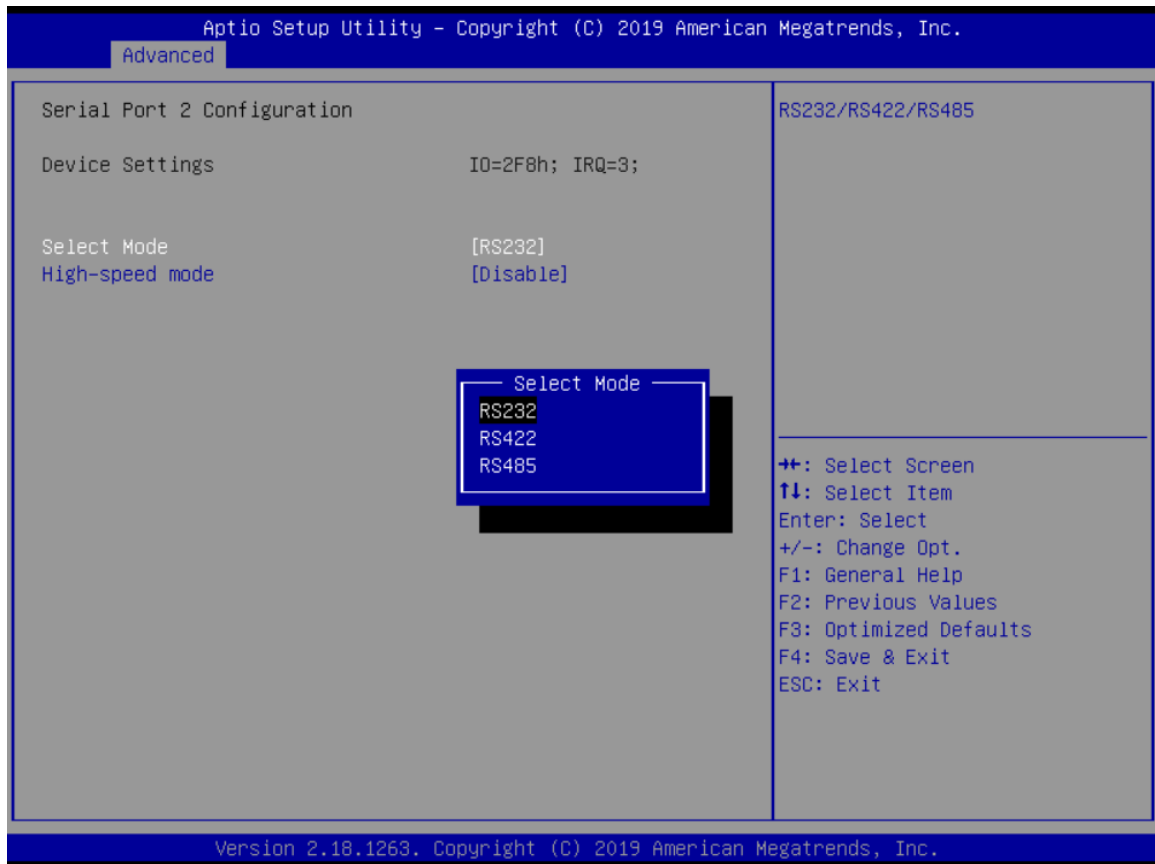 Aptio Setup Utility – Copyright (C) 2019 American Megatrends, Inc.
Advanced
Serial Port 2 Configuration
Device Settings IO=2F8h; IRQ=3;
Select Mode [RS232]
High-speed mode [Disable]
Select Mode
RS232
RS422
RS485
RS232/RS422/RS485
→←: Select Screen
↑↓: Select Item
Enter: Select
+/-: Change Opt.
F1: General Help
F2: Previous Values
F3: Optimized Defaults
F4: Save & Exit
ESC: Exit
Version 2.18.1263. Copyright (C) 2019 American Megatrends, Inc.